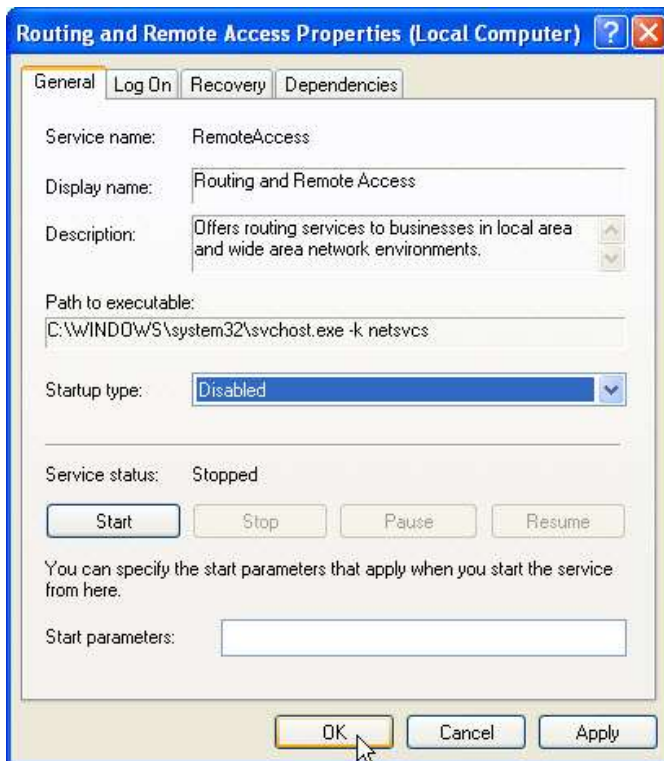 Routing and Remote Access Properties (Local Computer) ?
General Log On Recovery Dependencies
Service name: RemoteAccess
Display name: Routing and Remote Access
Description: Offers routing services to businesses in local area
and wide area network environments.
Path to executable:
C:\WINDOWS\system32\svchost.exe -k netsvcs
Startup type: Disabled
Service status: Stopped
Start Stop Pause Resume
You can specify the start parameters that apply when you start the service
from here.
Start parameters:
OK Cancel Apply